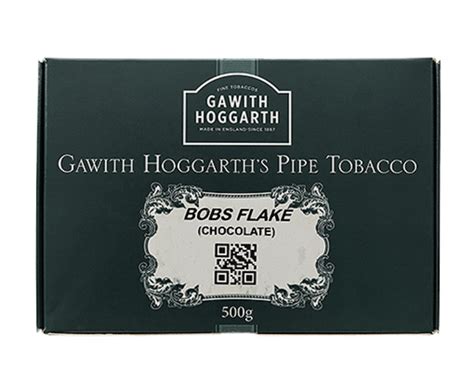 FINE TOBACCOS
GAWITH
HOGGARTH
MADE IN ENGLAND·SINCE 1887
GAWITH HOGGARTH'S PIPE TOBACCO
BOBS FLAKE
(CHOCOLATE)
500g